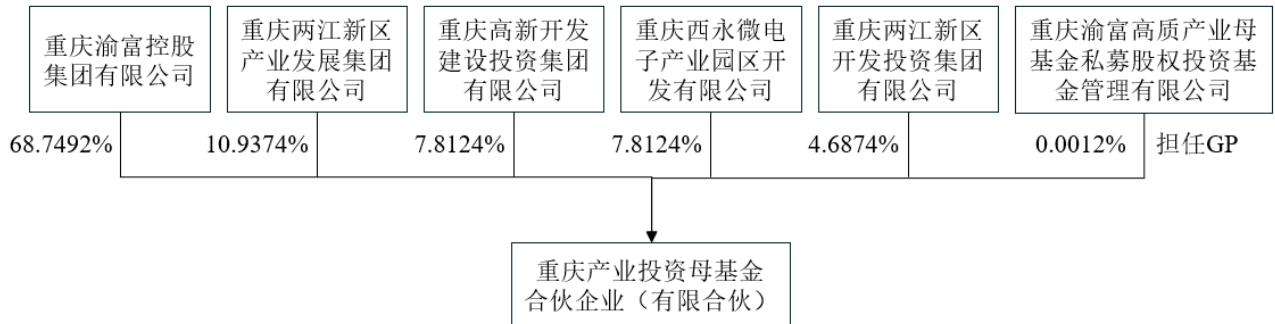 重庆渝富控股
集团有限公司
重庆两江新区
产业发展集团
有限公司
重庆高新开发
建设投资集团
有限公司
重庆西永微电
子产业园区开
发有限公司
重庆两江新区
开发投资集团
有限公司
重庆渝富高质产业母
基金私募股权投资基
金管理有限公司
68.7492%
10.9374%
7.8124%
7.8124%
4.6874%
0.0012%
担任GP
重庆产业投资母基金
合伙企业（有限合伙）